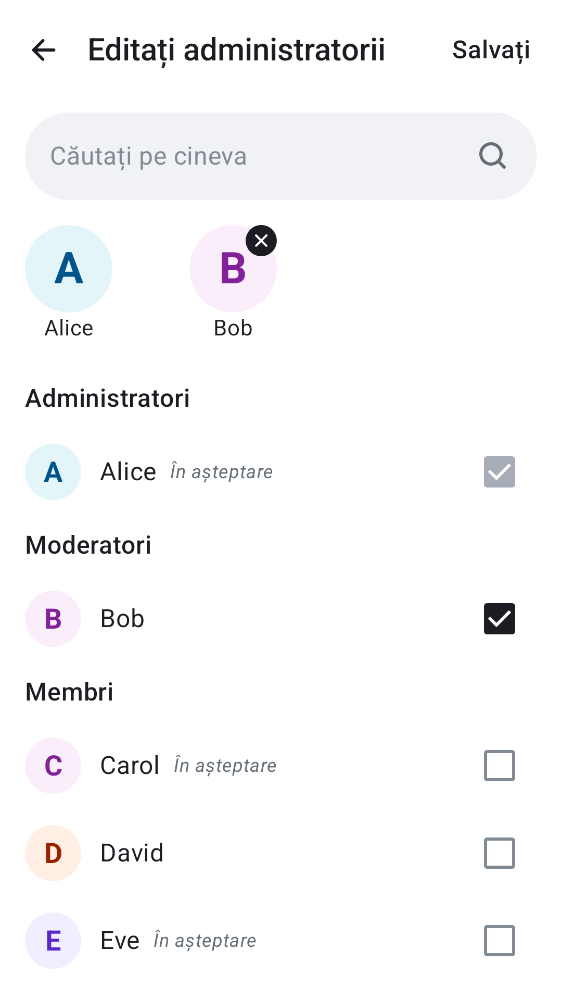 Editați administratorii Salvați
Căutați pe cineva
A B
Alice Bob
Administratori
A Alice În așteptare
Moderatori
B Bob
Membri
C Carol În așteptare
D David
E Eve În așteptare